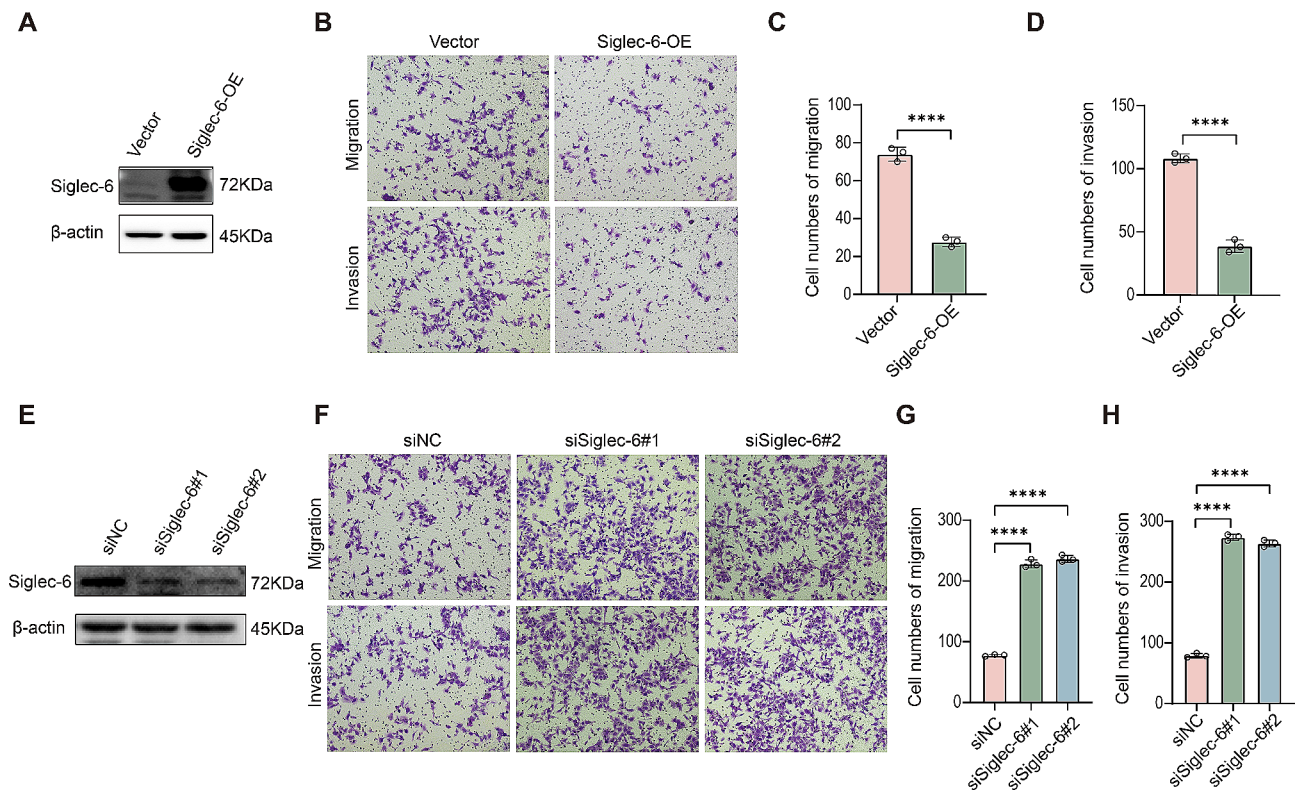 A
Vector
Siglec-6-OE
Siglec-6
72KDa
β-actin
45KDa
B
Vector
Siglec-6-OE
Migration
Invasion
C
Cell numbers of migration
100
80
60
40
20
0
****
Vector
Siglec-6-OE
D
Cell numbers of invasion
150
100
50
0
****
Vector
Siglec-6-OE
E
siNC
siSiglec-6#1
siSiglec-6#2
Siglec-6
72KDa
β-actin
45KDa
F
siNC
siSiglec-6#1
siSiglec-6#2
Migration
Invasion
G
Cell numbers of migration
300
200
100
0
****
****
siNC
siSiglec-6#1
siSiglec-6#2
H
Cell numbers of invasion
300
200
100
0
****
****
siNC
siSiglec-6#1
siSiglec-6#2